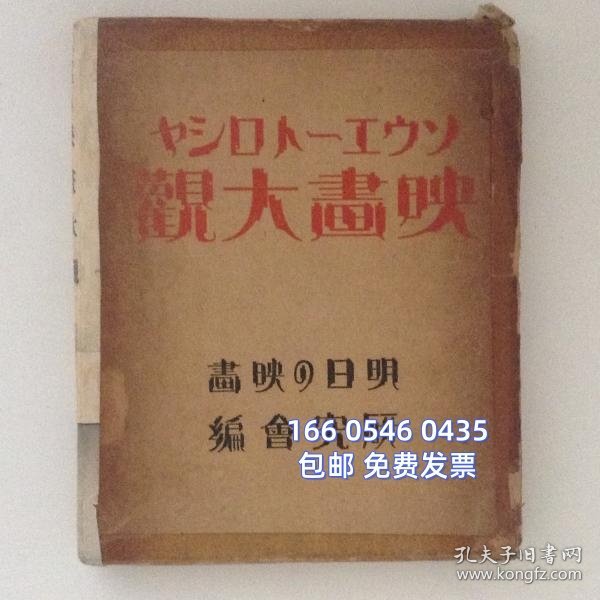 ソウエートロシヤ
映畫大觀
明日の映畫
研究會編
166 0546 0435
包邮 免费发票
孔夫子旧书网
www.kongfz.com